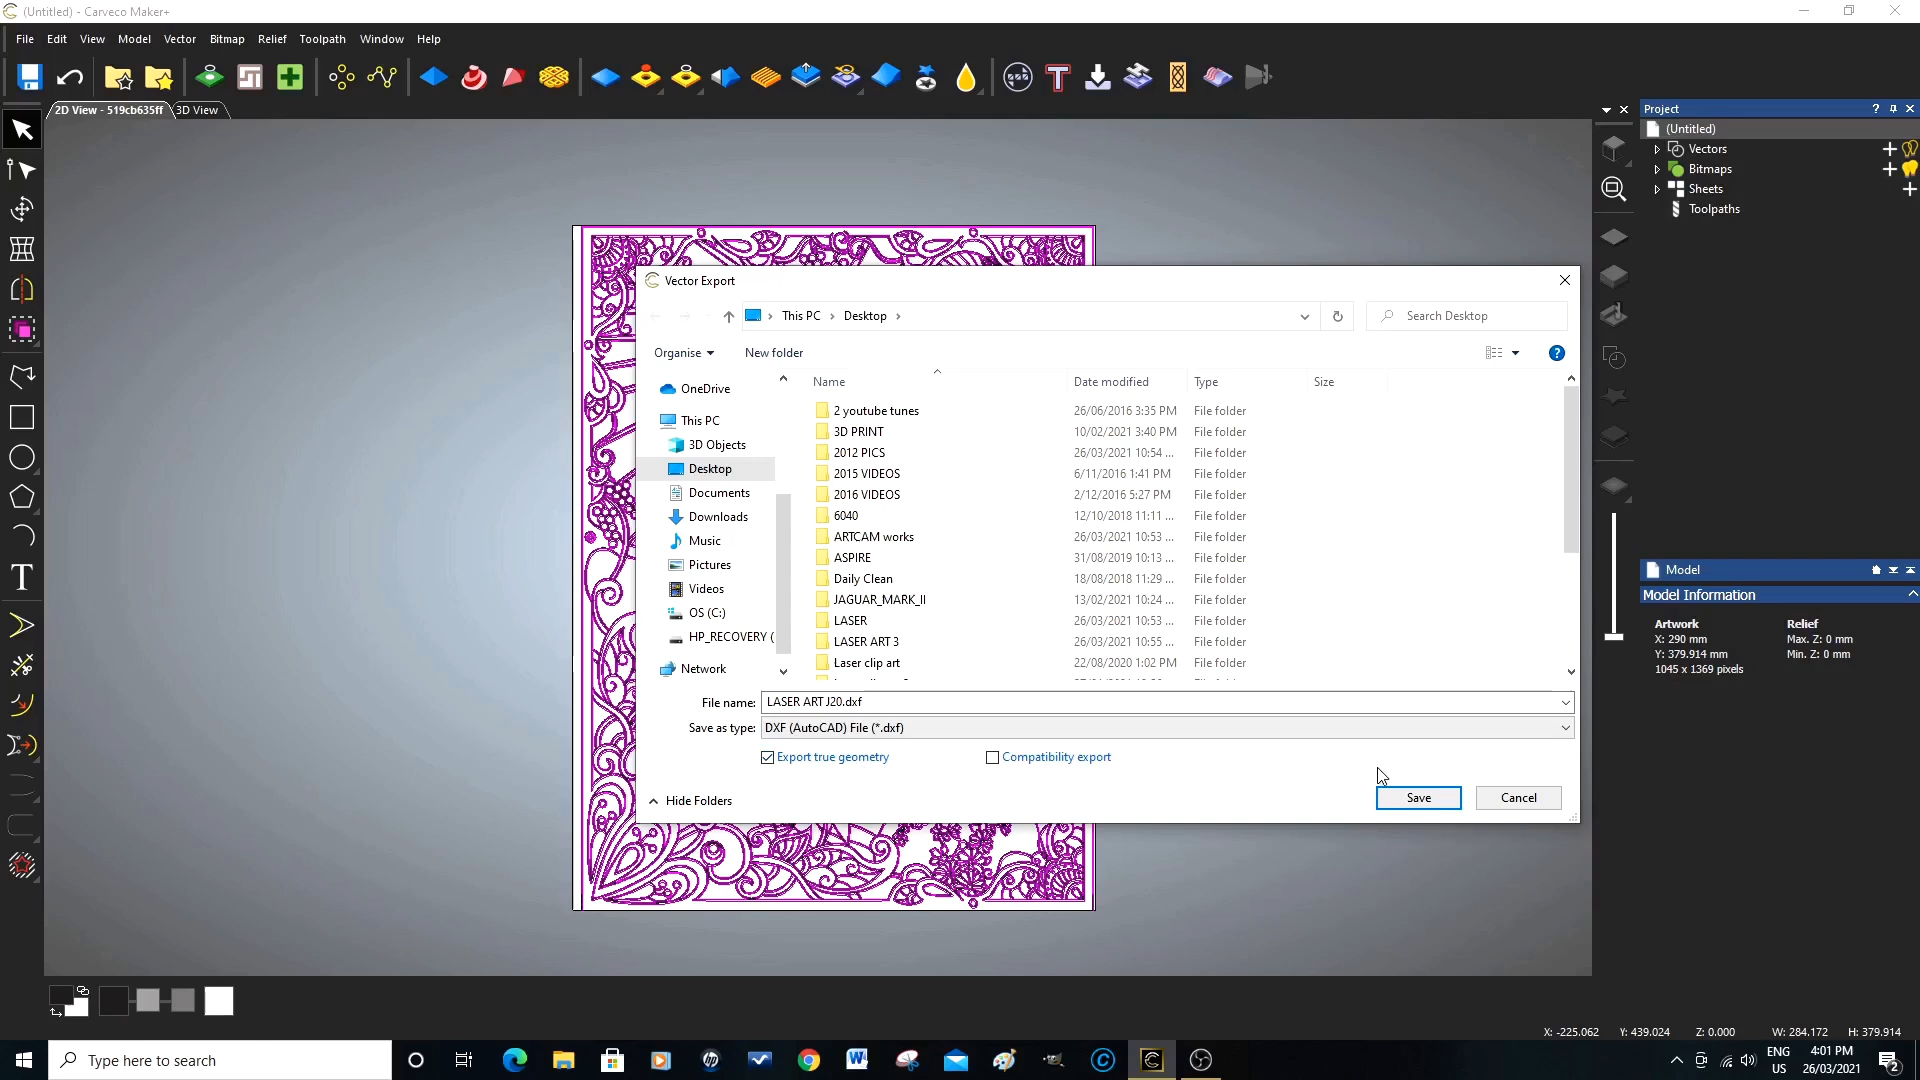 (Untitled) - Carveco Maker+
File Edit View Model Vector Bitmap Relief Toolpath Window Help
2D View - 519cb635ff 3D View
Project
(Untitled)
Vectors
Bitmaps
Sheets
Toolpaths
Vector Export
This PC Desktop
Search Desktop
Organise New folder
Name Date modified Type Size
OneDrive
This PC
3D Objects
Desktop
Documents
Downloads
Music
Pictures
Videos
OS (C:)
HP_RECOVERY (
Network
2 youtube tunes 26/06/2016 3:35 PM File folder
3D PRINT 10/02/2021 3:40 PM File folder
2012 PICS 26/03/2021 10:54 ... File folder
2015 VIDEOS 6/11/2016 1:41 PM File folder
2016 VIDEOS 2/12/2016 5:27 PM File folder
6040 12/10/2018 11:11 ... File folder
ARTCAM works 26/03/2021 10:53 ... File folder
ASPIRE 31/08/2019 10:13 ... File folder
Daily Clean 18/08/2018 11:29 ... File folder
JAGUAR_MARK_II 13/02/2021 10:24 ... File folder
LASER 26/03/2021 10:53 ... File folder
LASER ART 3 26/03/2021 10:55 ... File folder
Laser clip art 22/08/2020 1:02 PM File folder
File name: LASER ART J20.dxf
Save as type: DXF (AutoCAD) File (*.dxf)
Export true geometry Compatibility export
Hide Folders
Save Cancel
Model
Model Information
Artwork
X: 290 mm
Y: 379.914 mm
1045 x 1369 pixels
Relief
Max. Z: 0 mm
Min. Z: 0 mm
X: -225.062 Y: 439.024 Z: 0.000 W: 284.172 H: 379.914
Type here to search
ENG
US
4:01 PM
26/03/2021
2